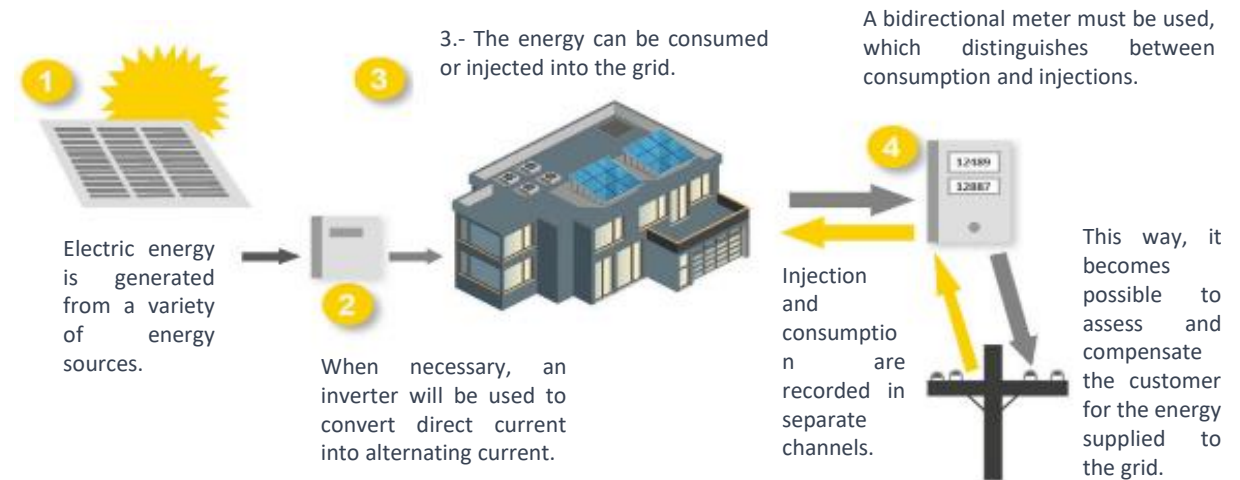 1
Electric energy
is generated
from a variety
of energy
sources.
2
When necessary, an
inverter will be used to
convert direct current
into alternating current.
3
3.- The energy can be consumed
or injected into the grid.
A bidirectional meter must be used,
which distinguishes between
consumption and injections.
4
12489
12887
Injection
and
consumptio
n are
recorded in
separate
channels.
This way, it
becomes
possible to
assess and
compensate
the customer
for the energy
supplied to
the grid.